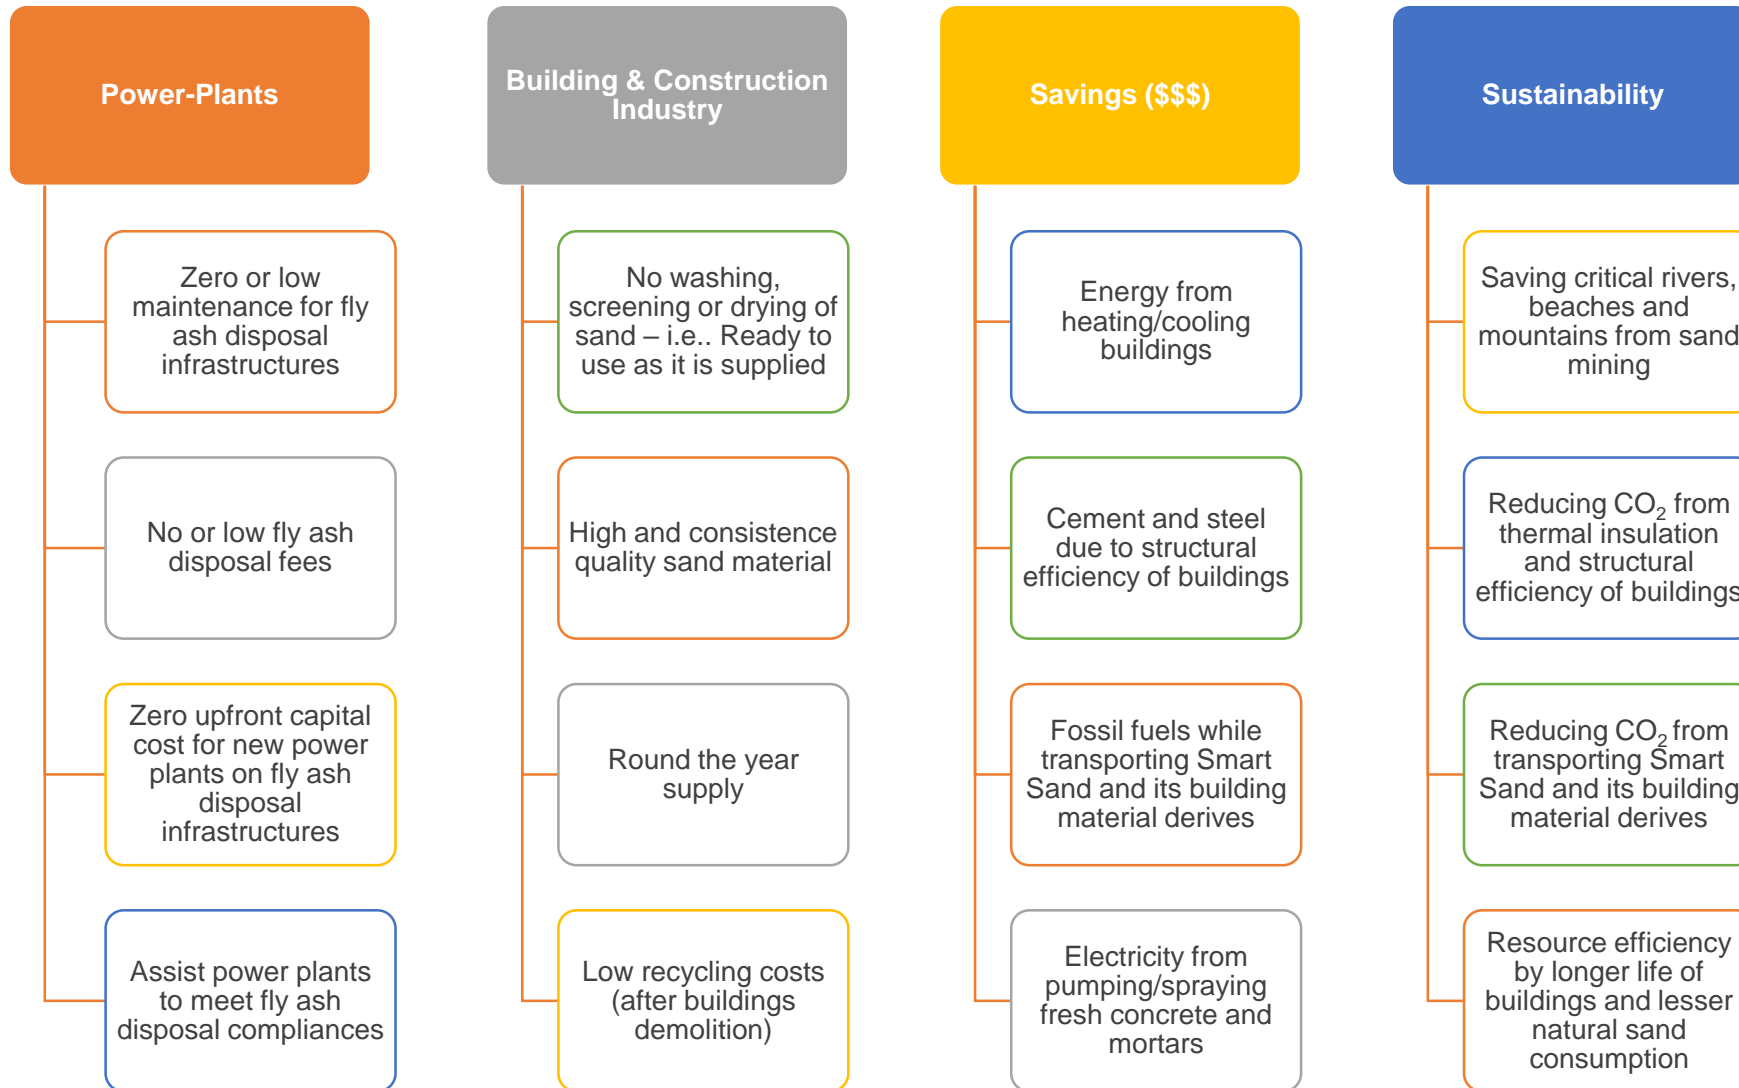 Power-Plants
Zero or low
maintenance for fly
ash disposal
infrastructures
No or low fly ash
disposal fees
Zero upfront capital
cost for new power
plants on fly ash
disposal
infrastructures
Assist power plants
to meet fly ash
disposal compliances
Building & Construction
Industry
No washing,
screening or drying of
sand – i.e.. Ready to
use as it is supplied
High and consistence
quality sand material
Round the year
supply
Low recycling costs
(after buildings
demolition)
Savings ($$$)
Energy from
heating/cooling
buildings
Cement and steel
due to structural
efficiency of buildings
Fossil fuels while
transporting Smart
Sand and its building
material derives
Electricity from
pumping/spraying
fresh concrete and
mortars
Sustainability
Saving critical rivers,
beaches and
mountains from sand
mining
Reducing CO₂ from
thermal insulation
and structural
efficiency of buildings
Reducing CO₂ from
transporting Smart
Sand and its building
material derives
Resource efficiency
by longer life of
buildings and lesser
natural sand
consumption